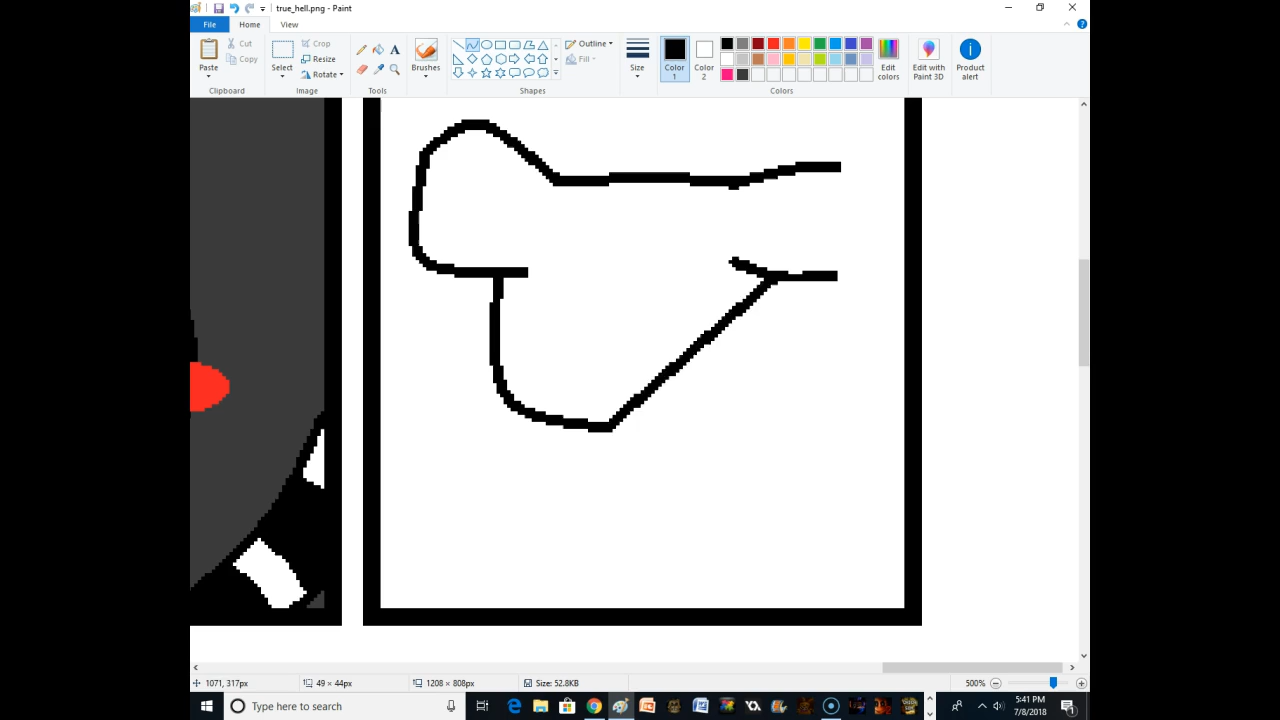 true_hell.png - Paint
File Home View
Paste Cut Copy Select Crop Resize Rotate A Brushes Outline Fill Size Color 1 Color 2 Edit colors Edit with Paint 3D Product alert
Clipboard Image Tools Shapes Colors
1071, 317px 49 × 44px 1208 × 808px Size: 52.8KB 500%
Type here to search 5:41 PM
7/8/2018